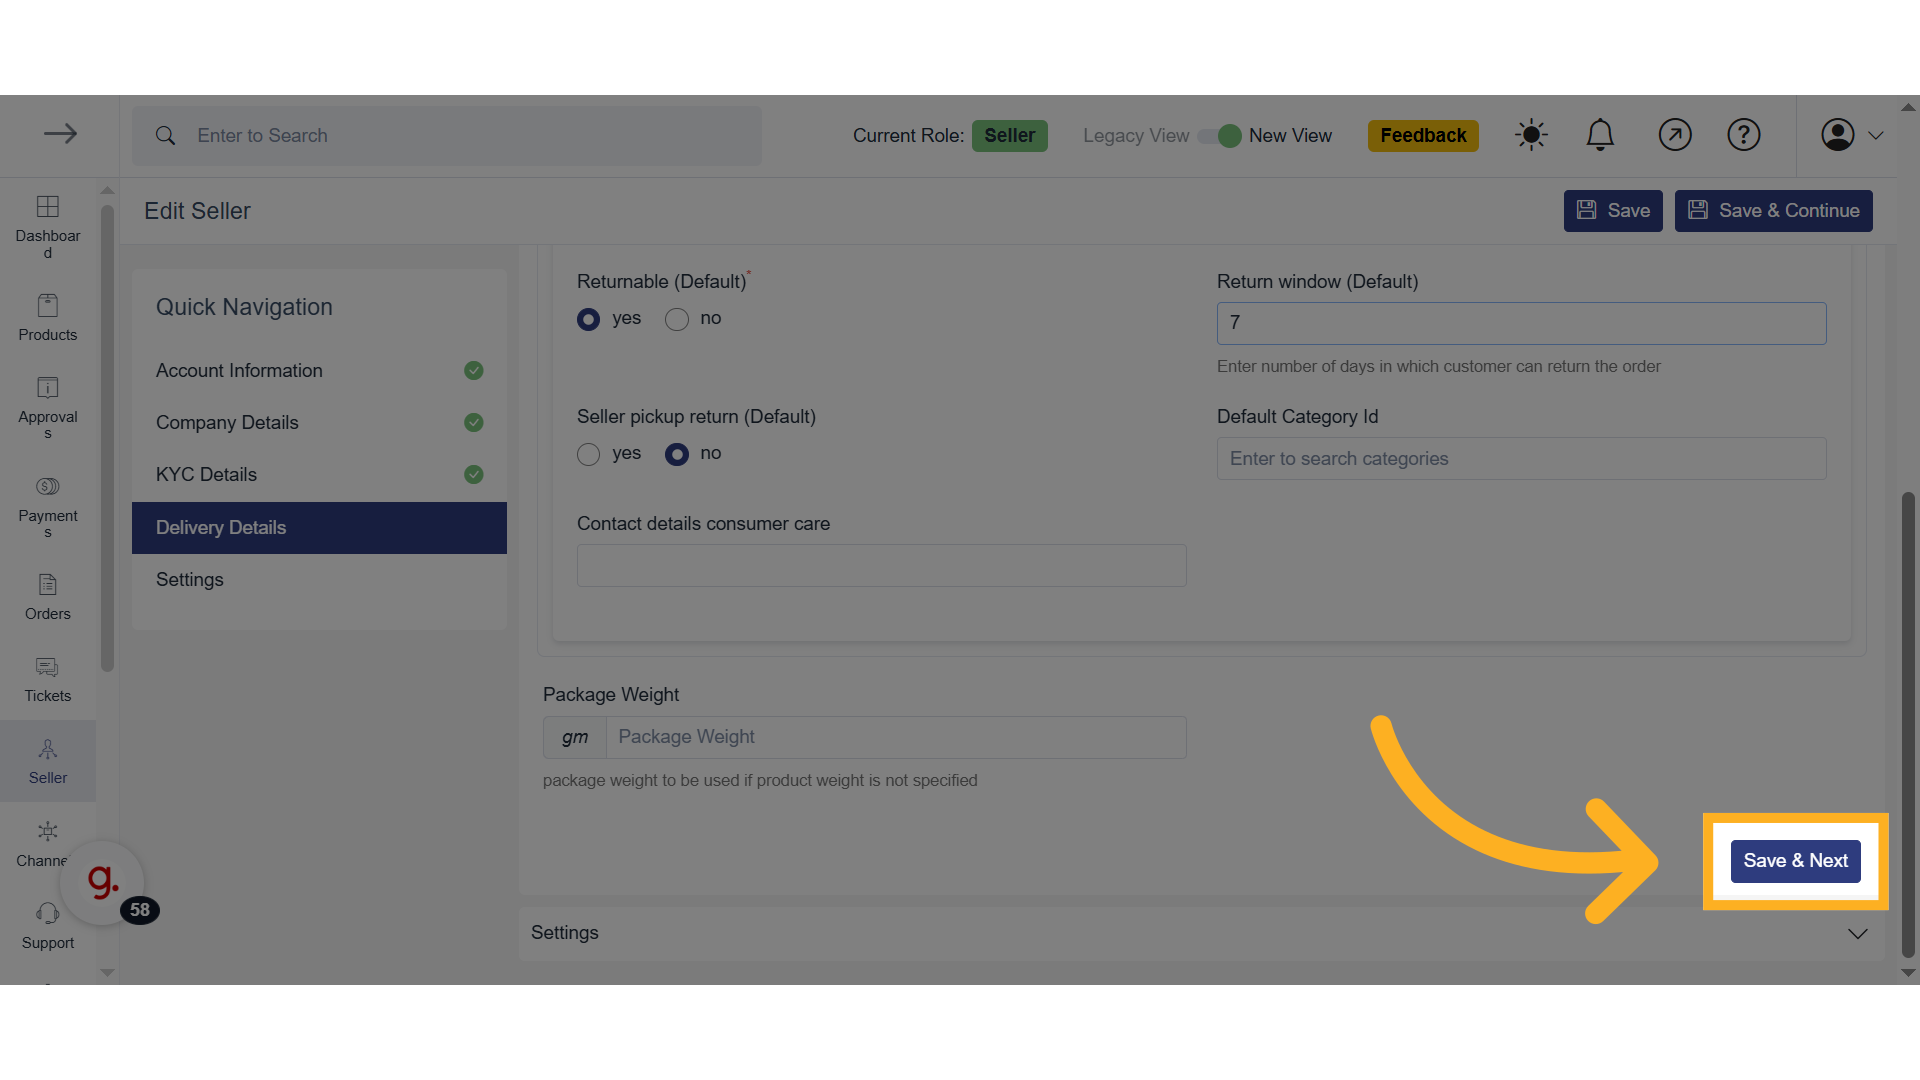 Enter to Search
Current Role: Seller
Legacy View
New View
Feedback
Edit Seller
Save
Save & Continue
Dashboar
d
Products
Approval
s
Payment
s
Orders
Tickets
Seller
Channe
Support
g.
58
Quick Navigation
Account Information
Company Details
KYC Details
Delivery Details
Settings
Returnable (Default)*
yes
no
Return window (Default)
7
Enter number of days in which customer can return the order
Seller pickup return (Default)
yes
no
Default Category Id
Enter to search categories
Contact details consumer care
Package Weight
gm
Package Weight
package weight to be used if product weight is not specified
Save & Next
Settings